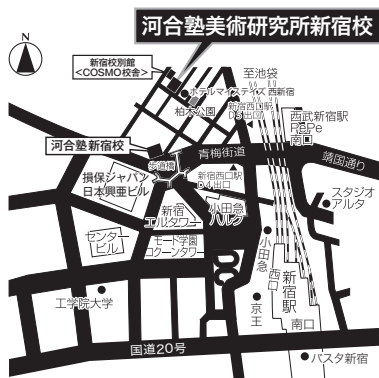 河合塾美術研究所新宿校
N
新宿校別館
<COSMO校舎>
至池袋
ホテルマイステイズ 西新宿
柏木公園
新宿西口駅
D5出口
西武新宿駅
PePe
南口
河合塾新宿校
歩道橋
青梅街道
靖国通り
新宿西口駅
D4出口
損保ジャパン
日本興亜ビル
スタジオ
アルタ
新宿
エルタワー
小田急
ハルク
センター
ビル
モード学園
コクーンタワー
小田急
西口
新宿駅
工学院大学
京王
南口
国道20号
バスタ新宿